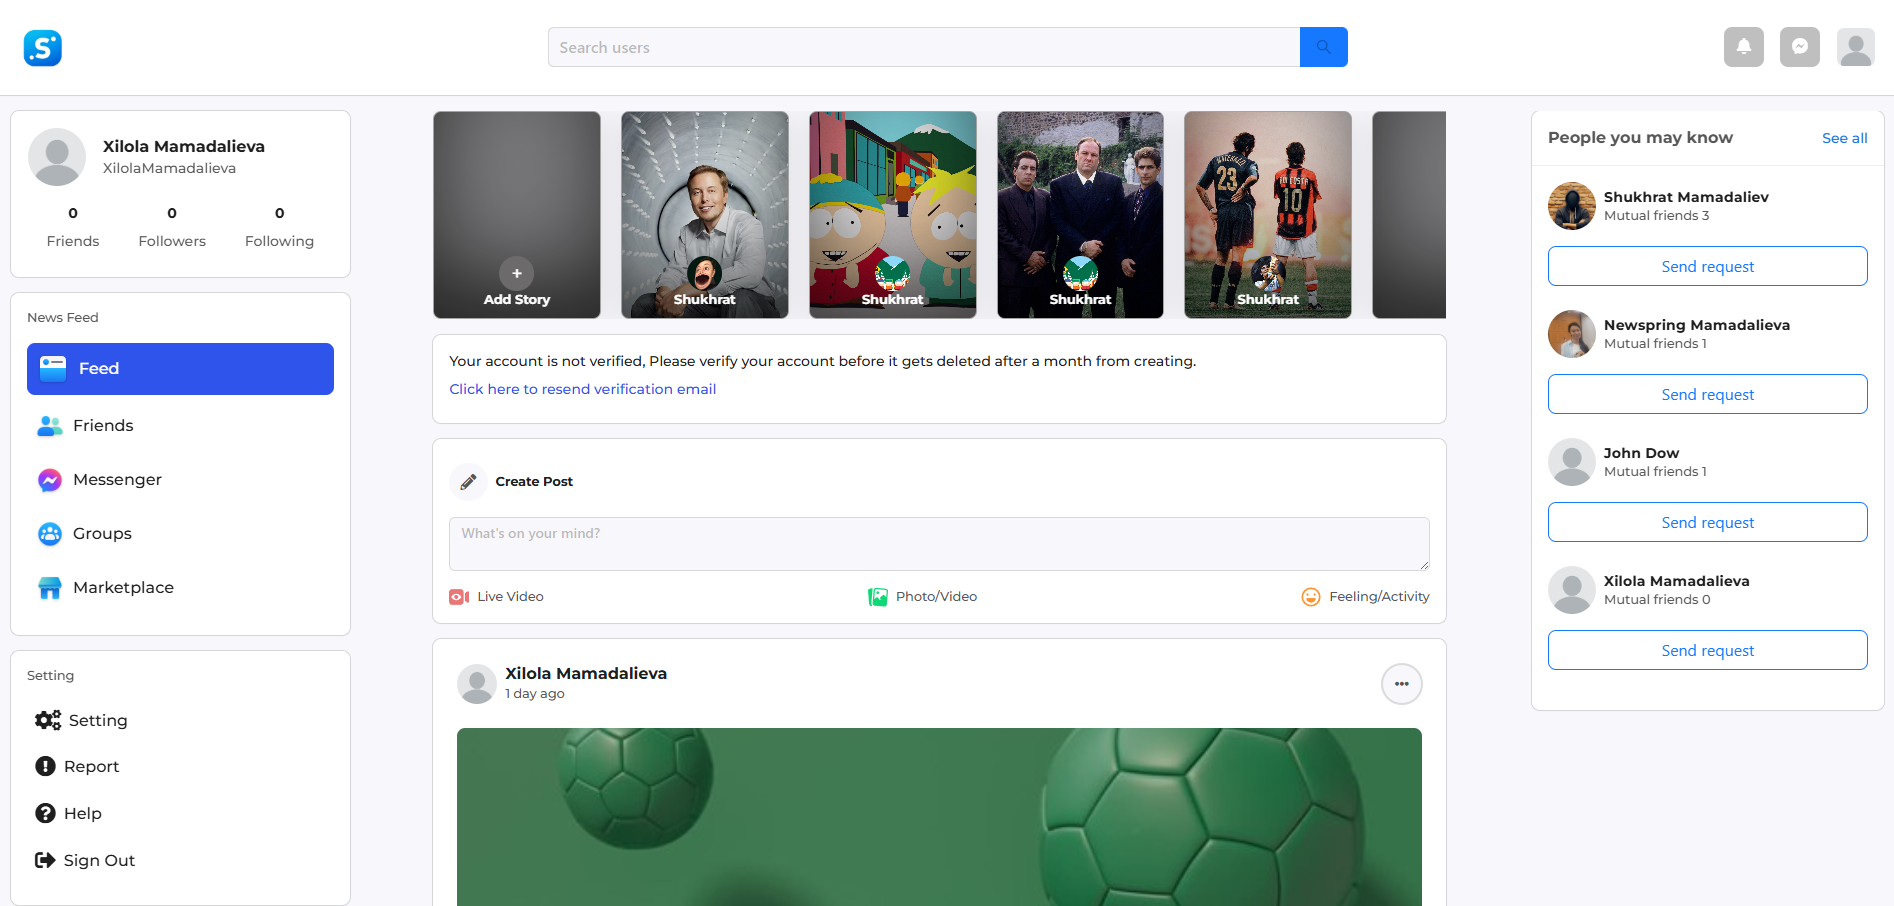 S
Search users
Xilola Mamadalieva
XilolaMamadalieva
0 0 0
Friends Followers Following
News Feed
Feed
Friends
Messenger
Groups
Marketplace
Setting
Setting
Report
Help
Sign Out
+
Add Story
Shukhrat
Shukhrat
Shukhrat
23
RUI COSTA
10
Shukhrat
Your account is not verified, Please verify your account before it gets deleted after a month from creating.
Click here to resend verification email
Create Post
What's on your mind?
Live Video Photo/Video Feeling/Activity
Xilola Mamadalieva
1 day ago
People you may know See all
Shukhrat Mamadaliev
Mutual friends 3
Send request
Newspring Mamadalieva
Mutual friends 1
Send request
John Dow
Mutual friends 1
Send request
Xilola Mamadalieva
Mutual friends 0
Send request